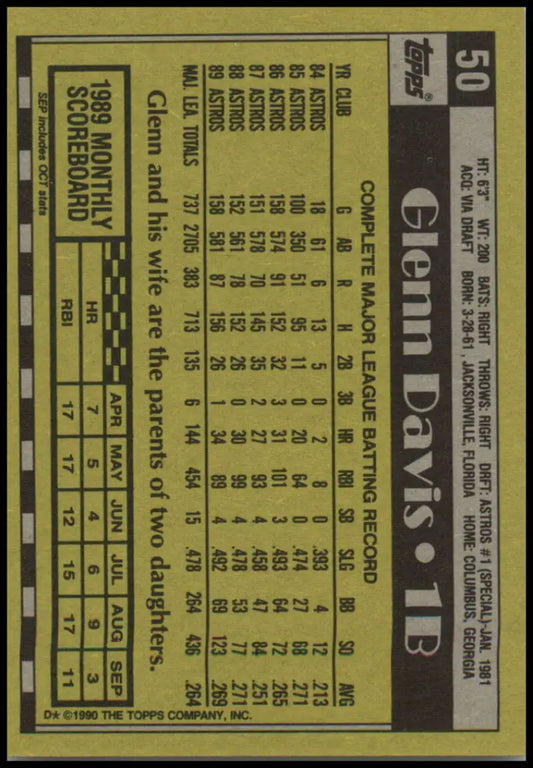 50
topps®
HT: 6'3" WT: 200 BATS: RIGHT THROWS: RIGHT DRFT: ASTROS #1 (SPECIAL)-JAN. 1981
ACQ: VIA DRAFT BORN: 3-28-61, JACKSONVILLE, FLORIDA HOME: COLUMBUS, GEORGIA
Glenn Davis • 1B
COMPLETE MAJOR LEAGUE BATTING RECORD
YR CLUB G AB R H 2B 3B HR RBI SB SLG BB SO AVG
84 ASTROS 18 61 6 13 5 0 2 8 0 .393 4 12 .213
85 ASTROS 100 350 51 95 11 0 20 64 0 .474 27 68 .271
86 ASTROS 158 574 91 152 32 3 31 101 3 .493 64 72 .265
87 ASTROS 151 578 70 145 35 2 27 93 4 .458 47 84 .251
88 ASTROS 152 561 78 152 26 0 30 99 4 .478 53 77 .271
89 ASTROS 158 581 87 156 26 1 34 89 4 .492 69 123 .269
MAJ. LEA. TOTALS 737 2705 383 713 135 6 144 454 15 .478 264 436 .264
Glenn and his wife are the parents of two daughters.
1989 MONTHLY
SCOREBOARD
APR MAY JUN JUL AUG SEP
HR 7 5 4 6 9 3
RBI 17 17 12 15 17 11
SEP includes OCT stats
D* ©1990 THE TOPPS COMPANY, INC.